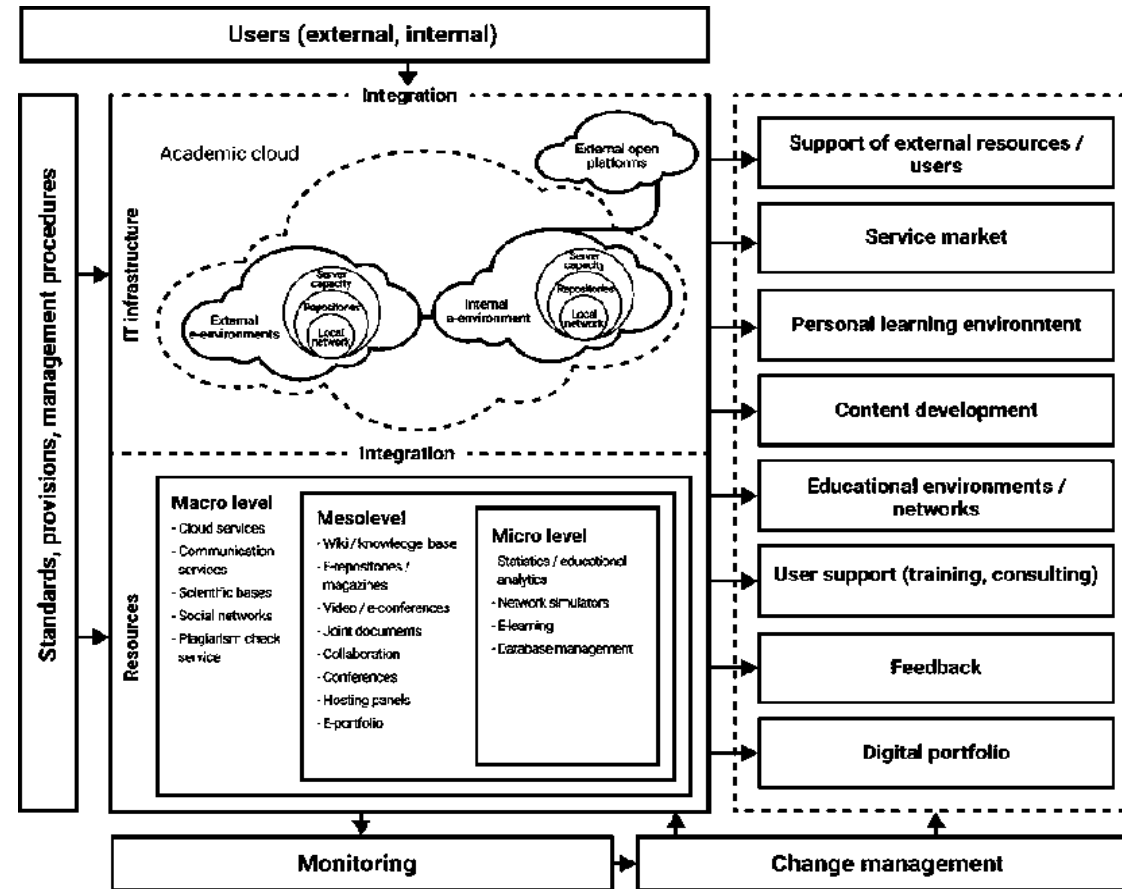 Users (external, internal)
Standards, provisions, management procedures
Integration
IT infrastructure
Academic cloud
External open
platforms
External
e-environments
Server
capacity
Repositories
Local
network
Internal
e-environment
Server
capacity
Repositories
Local
network
Integration
Resources
Macro level
- Cloud services
- Communication
services
- Scientific bases
- Social networks
- Plagiarism check
service
Mesolevel
- Wiki / knowledge base
- E-repositories /
magazines
- Video / e-conferences
- Joint documents
- Collaboration
- Conferences
- Hosting panels
- E-portfolio
Micro level
Statistics / educational
analytics
- Network simulators
- E-learning
- Database management
Support of external resources /
users
Service market
Personal learning environntent
Content development
Educational environments /
networks
User support (training, consulting)
Feedback
Digital portfolio
Monitoring
Change management